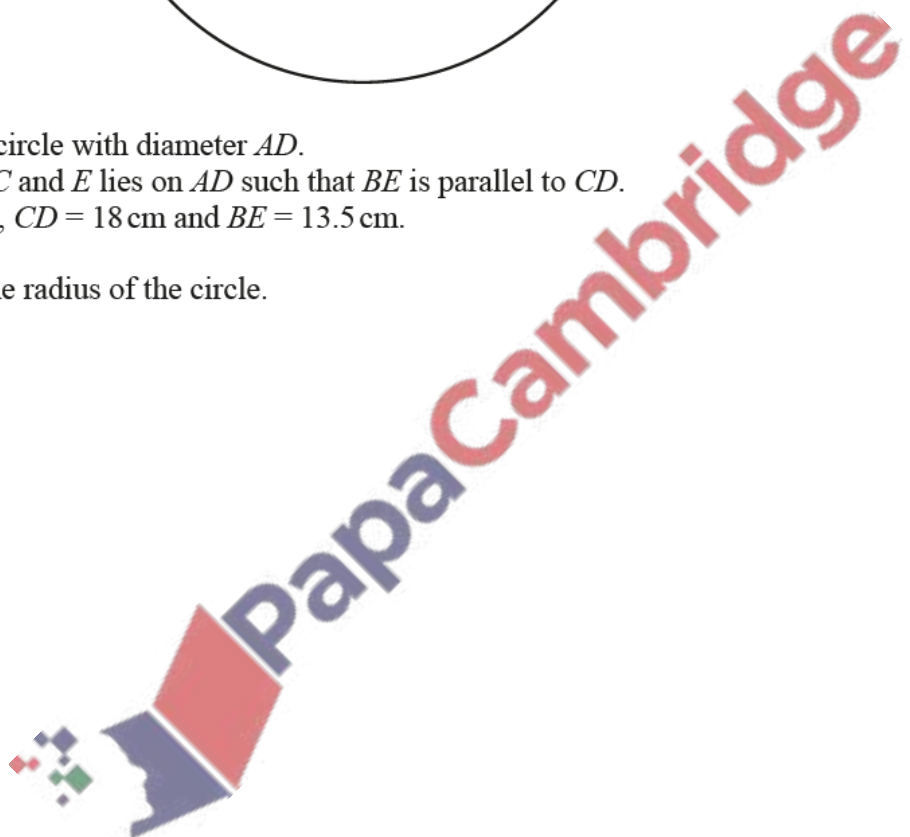 circle with diameter AD.
C and E lies on AD such that BE is parallel to CD.
, CD = 18 cm and BE = 13.5 cm.
e radius of the circle.
PapaCambridge